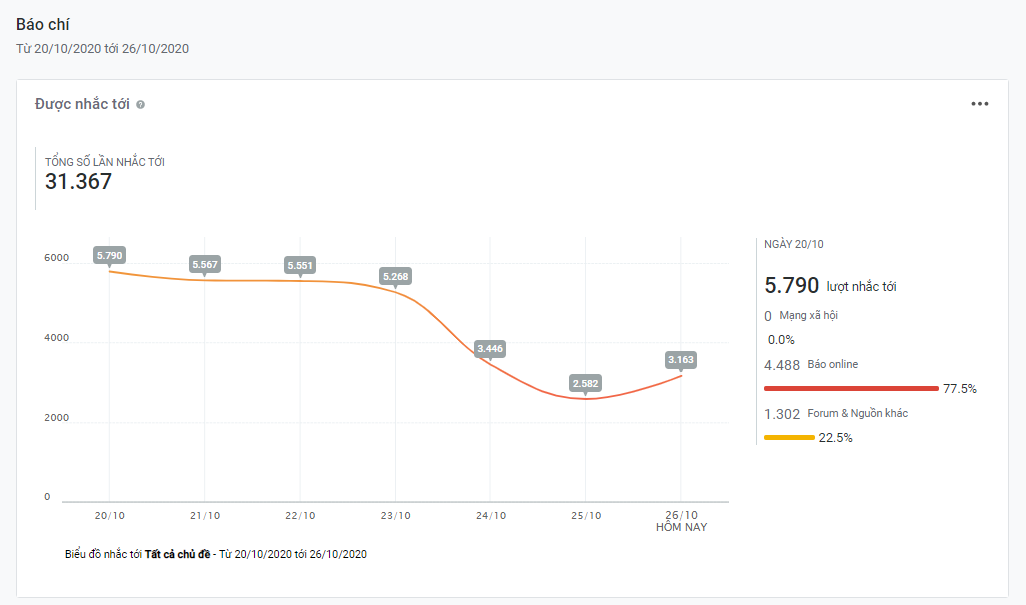 Báo chí
Từ 20/10/2020 tới 26/10/2020
Được nhắc tới
TỔNG SỐ LẦN NHẮC TỚI
31.367
6000
4000
2000
0
5.790
5.567
5.551
5.268
3.446
2.582
3.163
20/10
21/10
22/10
23/10
24/10
25/10
26/10
HÔM NAY
Biểu đồ nhắc tới Tất cả chủ đề - Từ 20/10/2020 tới 26/10/2020
NGÀY 20/10
5.790 lượt nhắc tới
0 Mạng xã hội
0.0%
4.488 Báo online
77.5%
1.302 Forum & Nguồn khác
22.5%